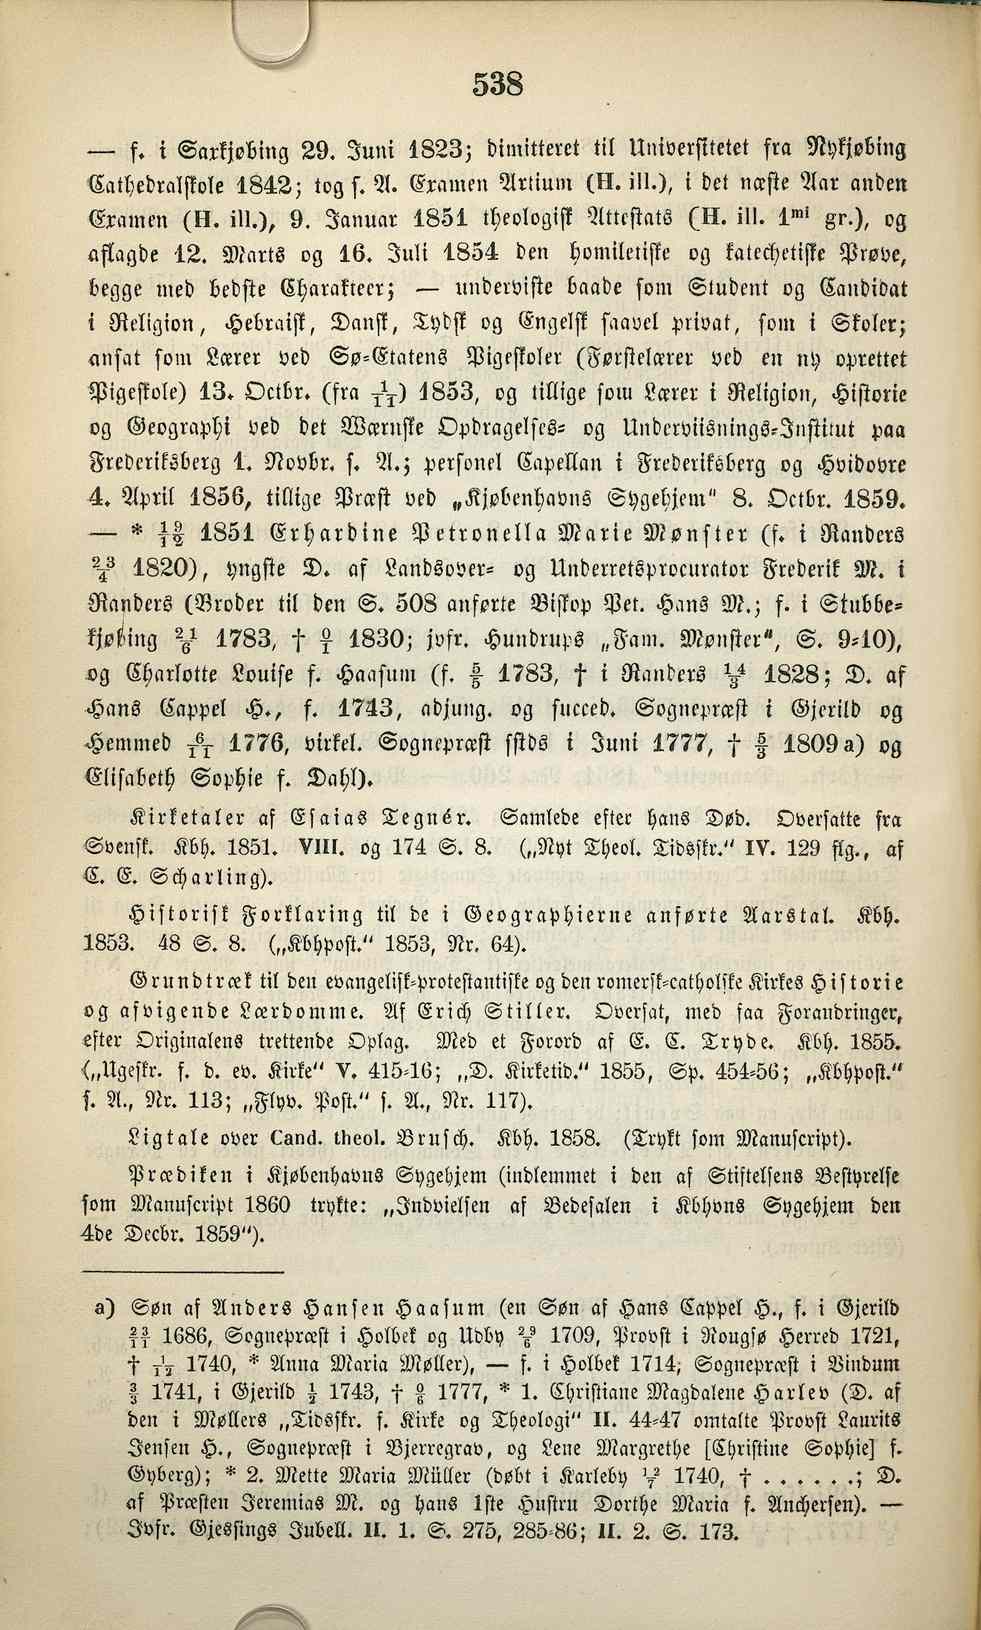 538
— f. i Saxkjøbing 29. Juni 1823; dimitteret til Universitetet fra Nykjøbing
Cathedralskole 1842; tog s. A. Examen Artium (H. ill.), i det næste Aar anden
Examen (H. ill.), 9. Januar 1851 theologisk Attestats (H. ill. 1mi gr.), og
aflagde 12. Marts og 16. Juli 1854 den homiletiske og katechetiske Prøve,
begge med bedste Charakteer; — underviste baade som Student og Candidat
i Religion, Hebraisk, Dansk, Tydsk og Engelsk saavel privat, som i Skoler;
ansat som Lærer ved Sø-Etatens Pigeskoler (Førstelærer ved en ny oprettet
Pigeskole) 13. Octbr. (fra 1/11) 1853, og tillige som Lærer i Religion, Historie
og Geographi ved det Wærnske Opdragelses- og Underviisnings-Institut paa
Frederiksberg 1. Novbr. s. A.; personel Capellan i Frederiksberg og Hvidovre
4. April 1856, tillige Præst ved „Kjøbenhavns Sygehjem" 8. Octbr. 1859.
— * 19/12 1851 Erhardine Petronella Marie Mønster (f. i Randers
23/4 1820), yngste D. af Landsover- og Underretsprocurator Frederik M. i
Randers (Broder til den S. 508 anførte Biskop Pet. Hans M.; f. i Stubbe-
kjøbing 21/6 1783, † 9/1 1830; jvfr. Hundrups „Fam. Mønster", S. 9-10),
og Charlotte Louise f. Haasum (f. 5/5 1783, † i Randers 14/3 1828; D. af
Hans Cappel H., f. 1743, adjung. og succed. Sognepræst i Gjerild og
Hemmed 6/11 1776, virkel. Sognepræst sstds i Juni 1777, † 5/3 1809 a) og
Elisabeth Sophie f. Dahl).
Kirketaler af Esaias Tegnér. Samlede efter hans Død. Oversatte fra
Svensk. Kbh. 1851. VIII. og 174 S. 8. („Nyt Theol. Tidsskr." IV. 129 flg., af
C. E. Scharling).
Historisk Forklaring til de i Geographierne anførte Aarstal. Kbh.
1853. 48 S. 8. („Kbhpost." 1853, Nr. 64).
Grundtræk til den evangelisk-protestantiske og den romersk-catholske Kirkes Historie
og afvigende Lærdomme. Af Erich Stiller. Oversat, med faa Forandringer,
efter Originalens trettende Oplag. Med et Forord af E. C. Tryde. Kbh. 1855.
(„Ugeskr. f. d. ev. Kirke" V. 415-16; „D. Kirketid." 1855, Sp. 454-56; „Kbhpost."
s. A., Nr. 113; „Flyv. Post." s. A., Nr. 117).
Ligtale over Cand. theol. Brusch. Kbh. 1858. (Trykt som Manuscript).
Prædiken i Kjøbenhavns Sygehjem (indlemmet i den af Stiftelsens Bestyrelse
som Manuscript 1860 trykte: „Indvielsen af Bedesalen i Kbhvns Sygehjem den
4de Decbr. 1859").
a) Søn af Anders Hansen Haasum (en Søn af Hans Cappel H., f. i Gjerild
23/11 1686, Sognepræst i Holbek og Udby 29/6 1709, Provst i Rougsø Herred 1721,
† 1/12 1740, * Anna Maria Møller), — f. i Holbek 1714; Sognepræst i Vindum
3/3 1741, i Gjerild 1/2 1743, † 9/6 1777, * 1. Christiane Magdalene Harlev (D. af
den i Møllers „Tidsskr. f. Kirke og Theologi" II. 44-47 omtalte Provst Laurits
Jensen H., Sognepræst i Bjerregrav, og Lene Margrethe [Christine Sophie] f.
Gyberg); * 2. Mette Maria Müller (døbt i Karleby 12/7 1740, † . . . . . .; D.
af Præsten Jeremias M. og hans 1ste Hustru Dorthe Maria f. Anchersen). —
Jvfr. Gjessings Jubell. II. 1. S. 275, 285-86; II. 2. S. 173.